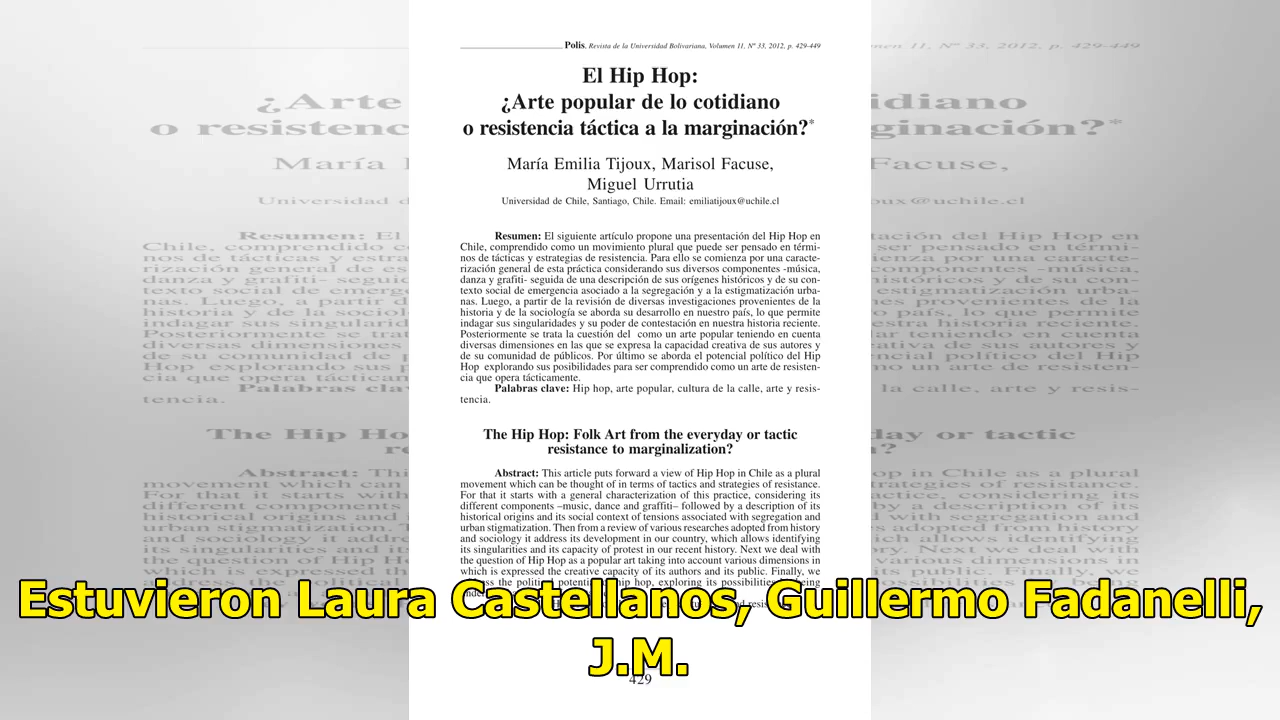 Polis, Revista de la Universidad Bolivariana, Volumen 11, Nº 33, 2012, p. 429-449
El Hip Hop:
¿Arte popular de lo cotidiano
o resistencia táctica a la marginación?*
María Emilia Tijoux, Marisol Facuse,
Miguel Urrutia
Universidad de Chile, Santiago, Chile. Email: emiliatijoux@uchile.cl
Resumen: El siguiente artículo propone una presentación del Hip Hop en
Chile, comprendido como un movimiento plural que puede ser pensado en térmi-
nos de tácticas y estrategias de resistencia. Para ello se comienza por una caracte-
rización general de esta práctica considerando sus diversos componentes -música,
danza y grafiti- seguida de una descripción de sus orígenes históricos y de su con-
texto social de emergencia asociado a la segregación y a la estigmatización urba-
nas. Luego, a partir de la revisión de diversas investigaciones provenientes de la
historia y de la sociología se aborda su desarrollo en nuestro país, lo que permite
indagar sus singularidades y su poder de contestación en nuestra historia reciente.
Posteriormente se trata la cuestión del como un arte popular teniendo en cuenta
diversas dimensiones en las que se expresa la capacidad creativa de sus autores y
de su comunidad de públicos. Por último se aborda el potencial político del Hip
Hop explorando sus posibilidades para ser comprendido como un arte de resisten-
cia que opera tácticamente.
Palabras clave: Hip hop, arte popular, cultura de la calle, arte y resis-
tencia.
The Hip Hop: Folk Art from the everyday or tactic
resistance to marginalization?
Abstract: This article puts forward a view of Hip Hop in Chile as a plural
movement which can be thought of in terms of tactics and strategies of resistance.
For that it starts with a general characterization of this practice, considering its
different components –music, dance and graffiti– followed by a description of its
historical origins and its social context of tensions associated with segregation and
urban stigmatization. Then from a review of various researches adopted from history
and sociology it address its development in our country, which allows identifying
its singularities and its capacity of protest in our recent history. Next we deal with
the question of Hip Hop as a popular art taking into account various dimensions in
which is expressed the creative capacity of its authors and its public. Finally, we
the political hip hop, exploring its possibilities
Estuvieron Laura Castellanos, Guillermo Fadanelli,
J.M.
429